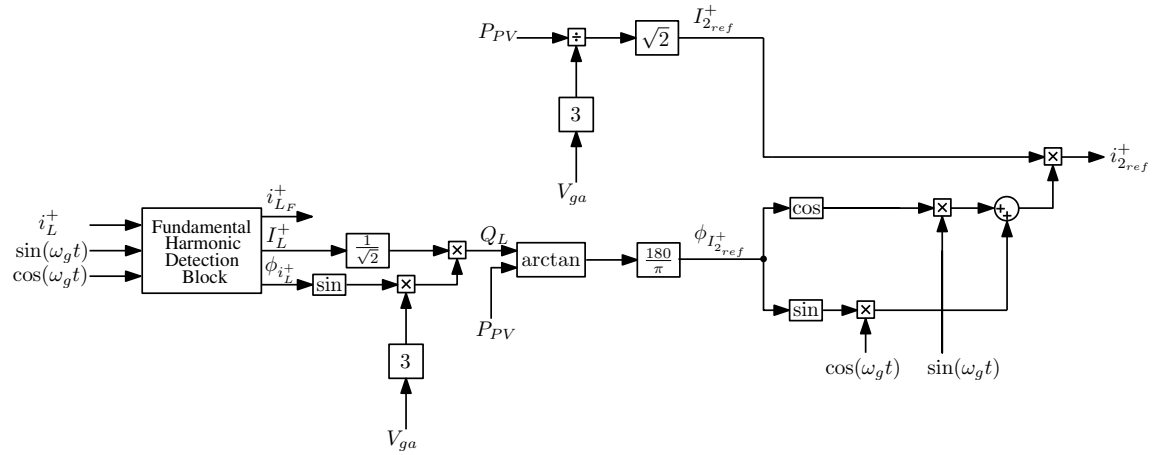 P_{PV}
÷
√2
I^+_{2_{ref}}
3
V_{ga}
×
i^+_{2_{ref}}
i^+_L
sin(ω_g t)
cos(ω_g t)
Fundamental
Harmonic
Detection
Block
i^+_{L_F}
I^+_L
ϕ_{i^+_L}
1/√2
×
sin
×
3
V_{ga}
Q_L
P_{PV}
arctan
180/π
ϕ_{I^+_{2_{ref}}}
cos
×
+
+
sin
×
cos(ω_g t)
sin(ω_g t)